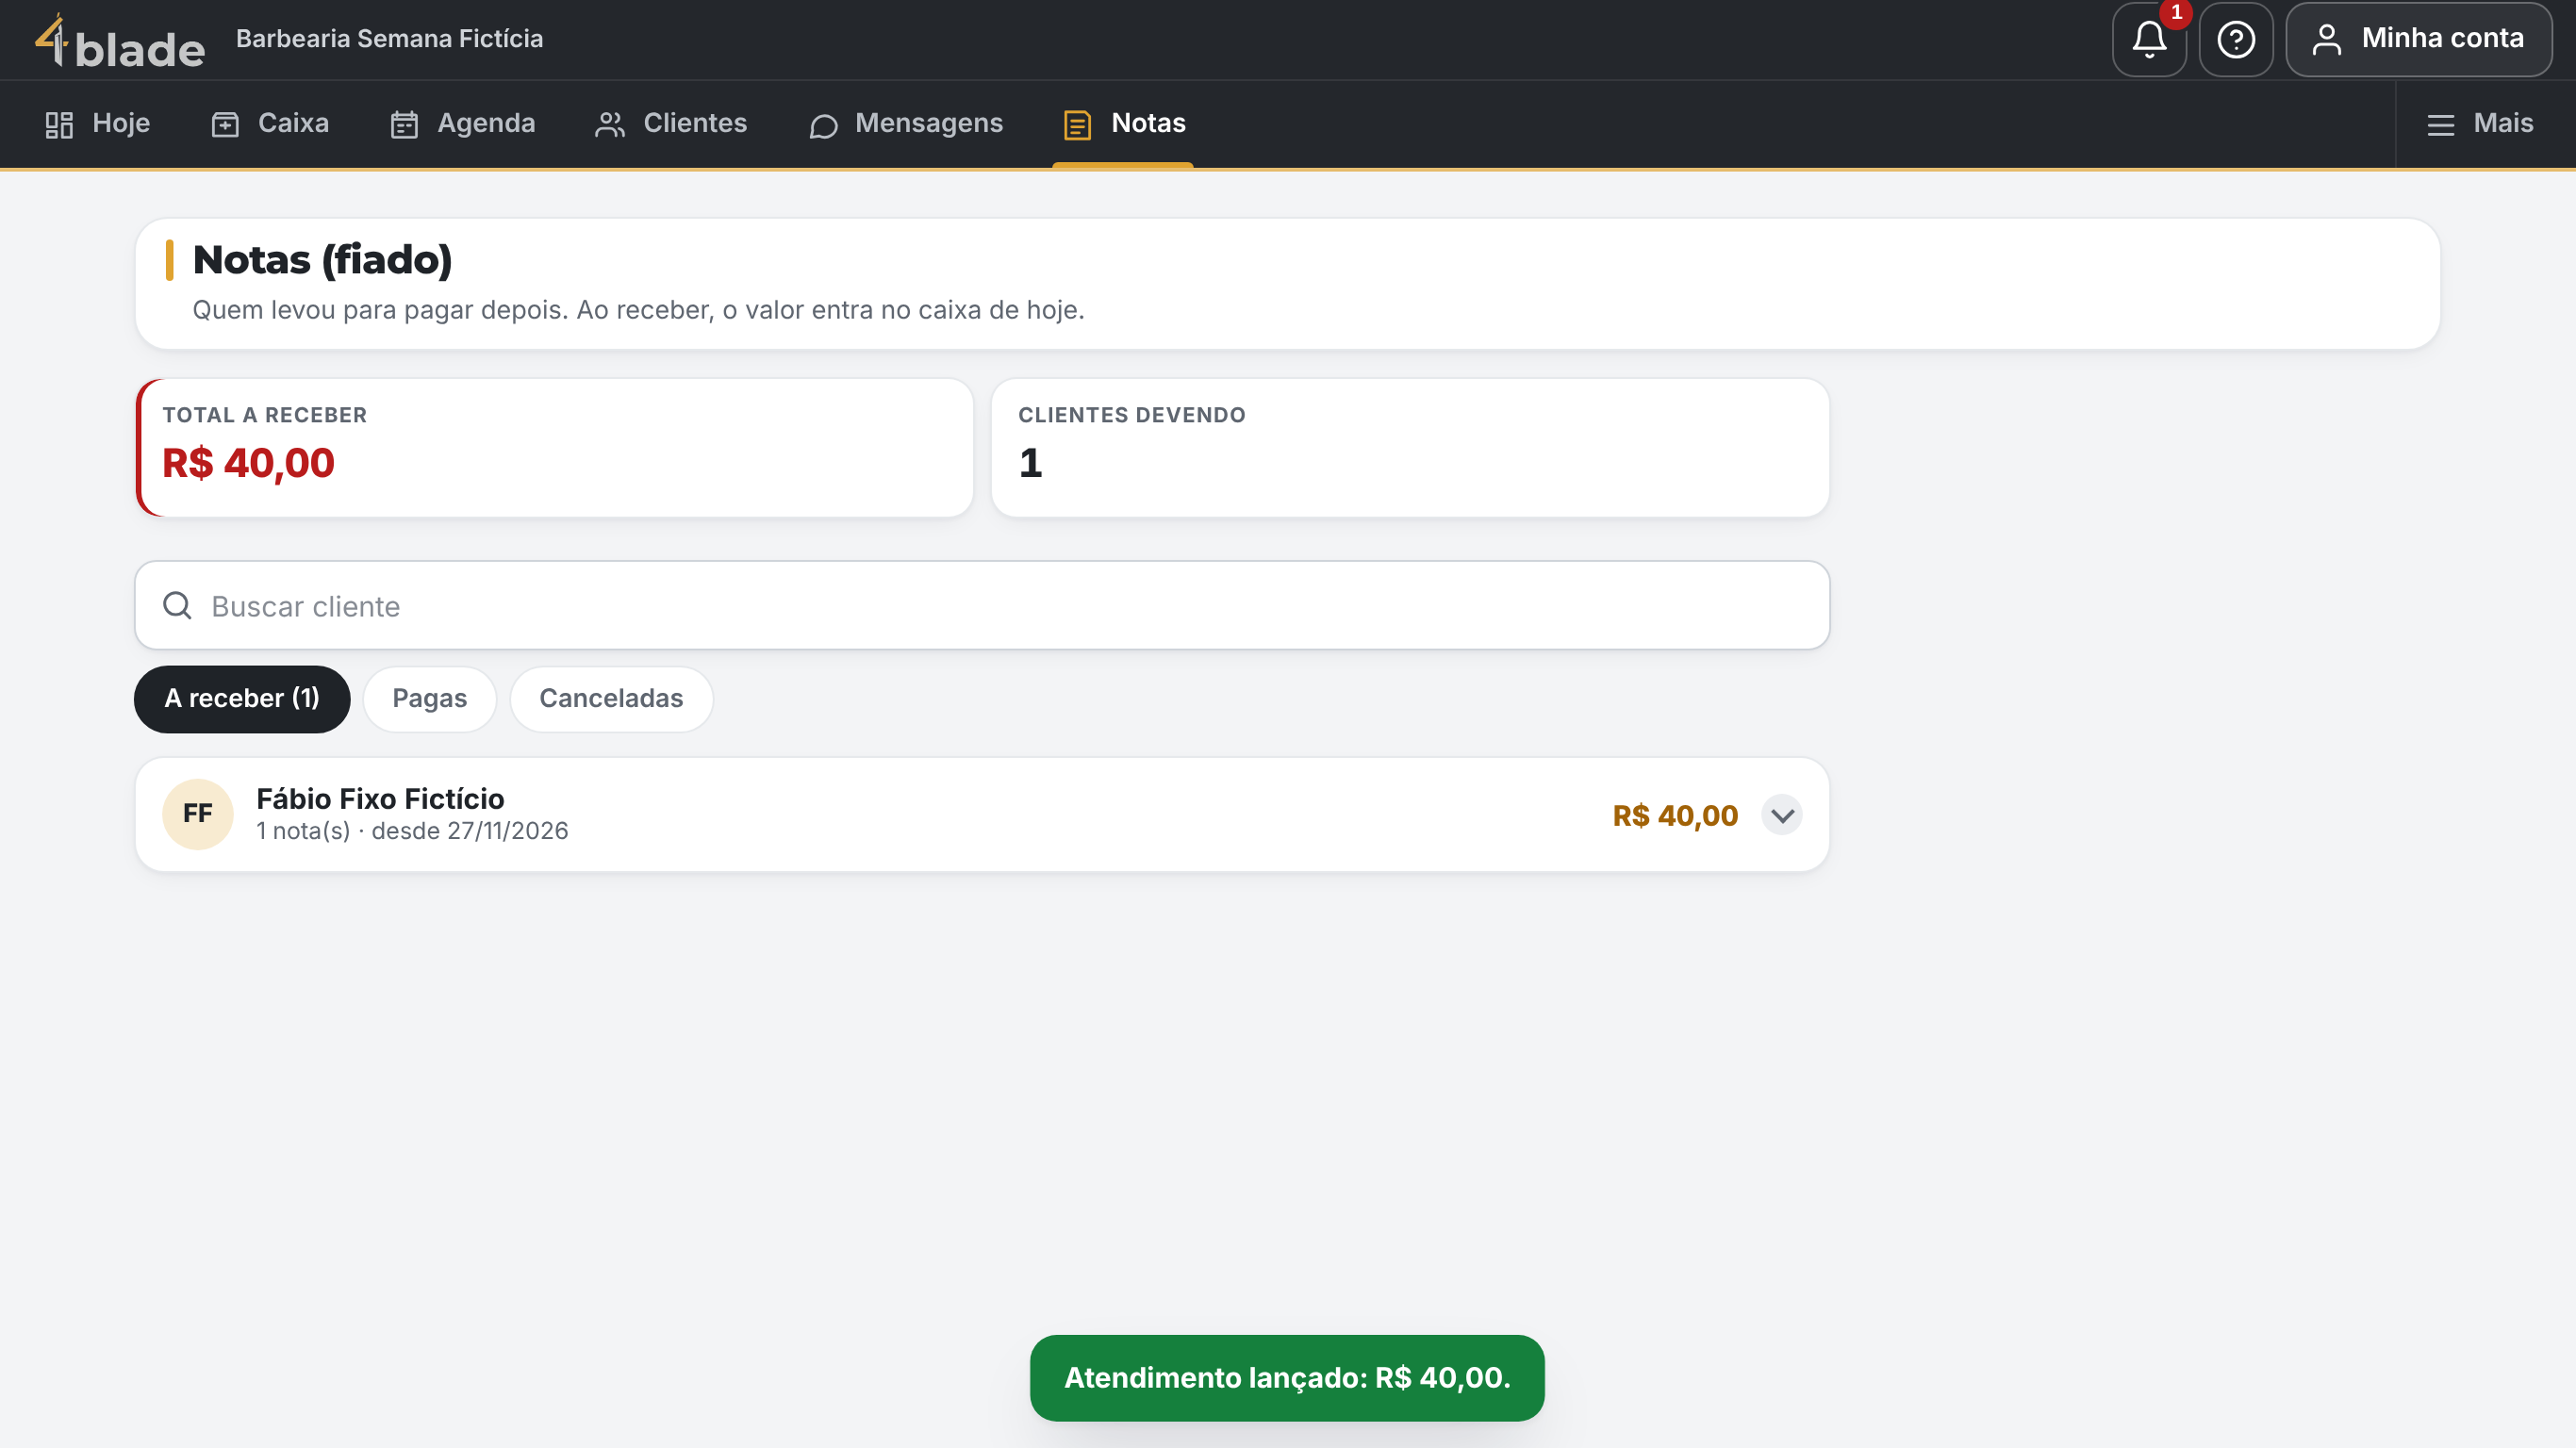 4blade
Barbearia Semana Fictícia
1
Minha conta
Hoje
Caixa
Agenda
Clientes
Mensagens
Notas
Mais
Notas (fiado)
Quem levou para pagar depois. Ao receber, o valor entra no caixa de hoje.
TOTAL A RECEBER
R$ 40,00
CLIENTES DEVENDO
1
Buscar cliente
A receber (1)
Pagas
Canceladas
FF
Fábio Fixo Fictício
1 nota(s) · desde 27/11/2026
R$ 40,00
Atendimento lançado: R$ 40,00.